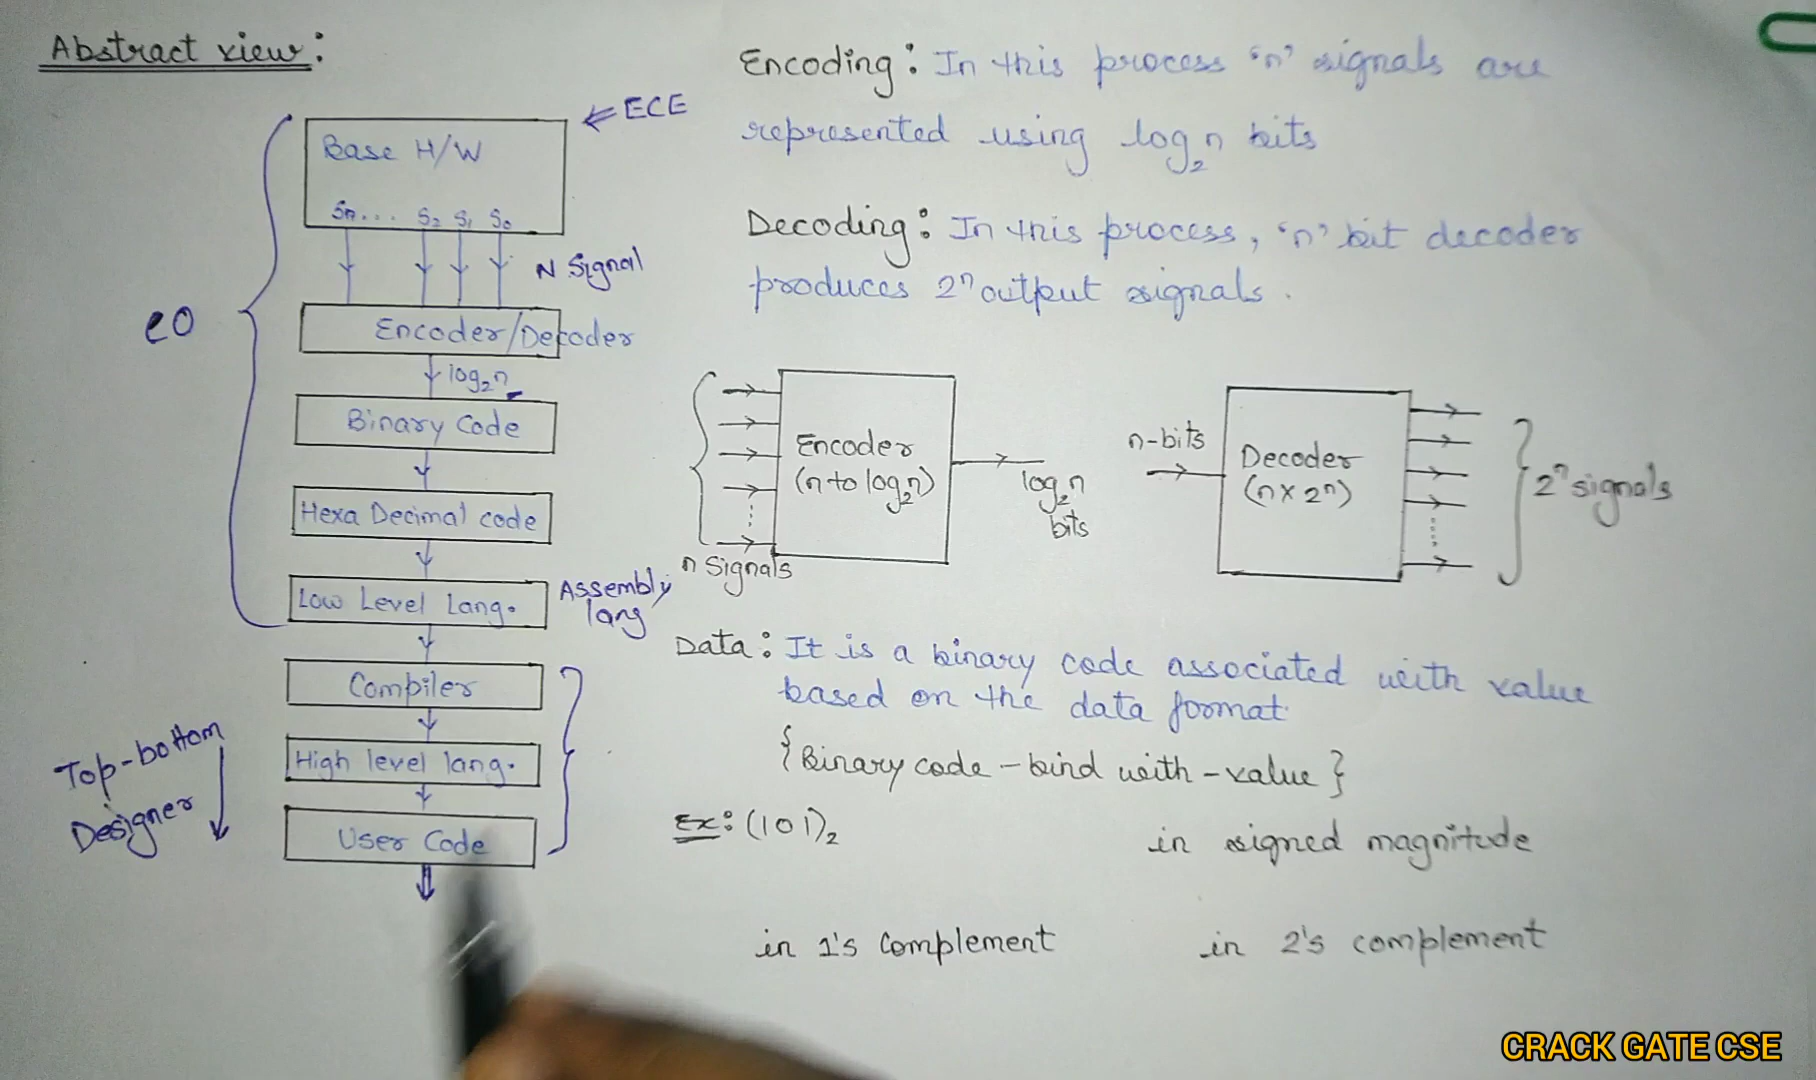 Abstract view:
← ECE
Base H/W
Sn... S2 S1 S0
N Signal
CO
Encoder/Decoder
log₂n
Binary Code
Hexa Decimal code
Low Level Lang.
Assembly
lang
Compiler
High level lang.
User Code
Top-bottom
Designer
Encoding: In this process 'n' signals are
represented using log₂n bits
Decoding: In this process, 'n' bit decoder
produces 2ⁿ output signals.
Encoder
(n to log₂n)
n signals
log₂n
bits
n-bits
Decoder
(n x 2ⁿ)
2ⁿ signals
Data: It is a binary code associated with value
based on the data format.
{Binary code - bind with - value}
Ex: (101)₂
in signed magnitude
in 1's complement
in 2's complement
CRACK GATE CSE